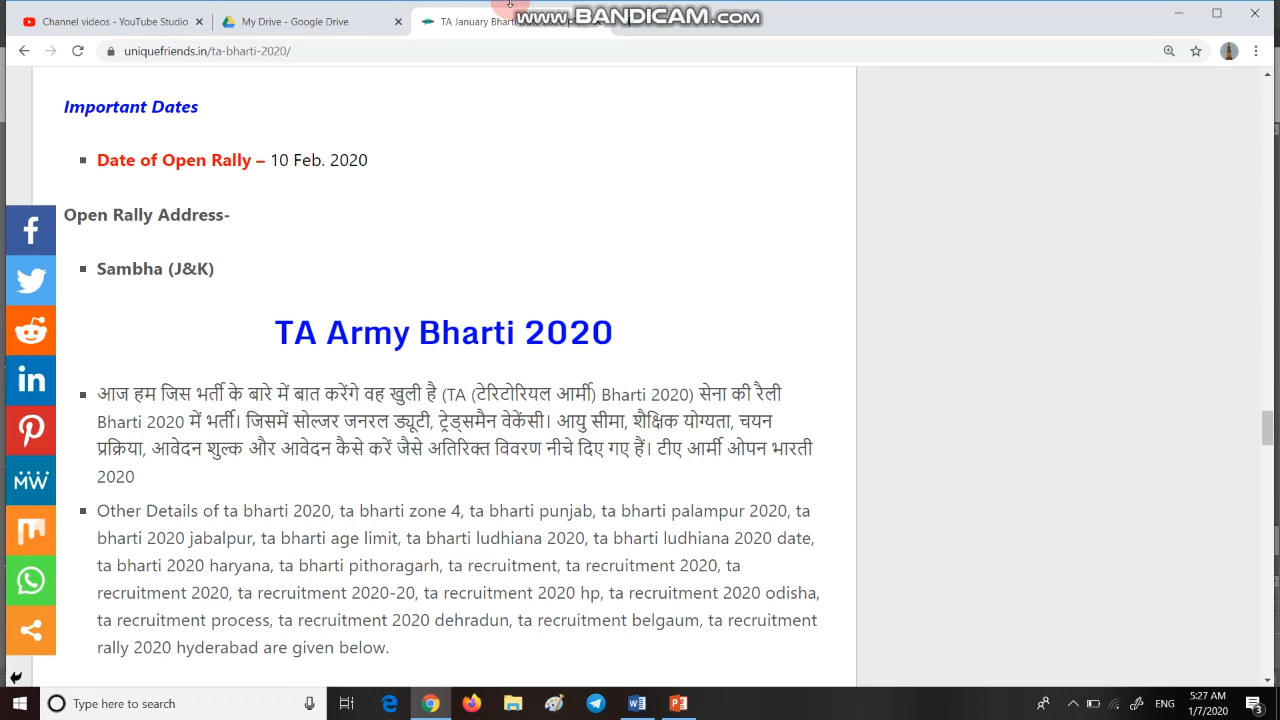 Channel videos - YouTube Studio
My Drive - Google Drive
TA January Bharti
www.BANDICAM.com
uniquefriends.in/ta-bharti-2020/
Important Dates
Date of Open Rally – 10 Feb. 2020
Open Rally Address-
Sambha (J&K)
TA Army Bharti 2020
आज हम जिस भर्ती के बारे में बात करेंगे वह खुली है (TA (टेरिटोरियल आर्मी) Bharti 2020) सेना की रैली
Bharti 2020 में भर्ती। जिसमें सोल्जर जनरल ड्यूटी, ट्रेड्समैन वेकेंसी। आयु सीमा, शैक्षिक योग्यता, चयन
प्रक्रिया, आवेदन शुल्क और आवेदन कैसे करें जैसे अतिरिक्त विवरण नीचे दिए गए हैं। टीए आर्मी ओपन भारती
2020
Other Details of ta bharti 2020, ta bharti zone 4, ta bharti punjab, ta bharti palampur 2020, ta
bharti 2020 jabalpur, ta bharti age limit, ta bharti ludhiana 2020, ta bharti ludhiana 2020 date,
ta bharti 2020 haryana, ta bharti pithoragarh, ta recruitment, ta recruitment 2020, ta
recruitment 2020, ta recruitment 2020-20, ta recruitment 2020 hp, ta recruitment 2020 odisha,
ta recruitment process, ta recruitment 2020 dehradun, ta recruitment belgaum, ta recruitment
rally 2020 hyderabad are given below.
f
in
MW
m
Type here to search
ENG
5:27 AM
1/7/2020
3